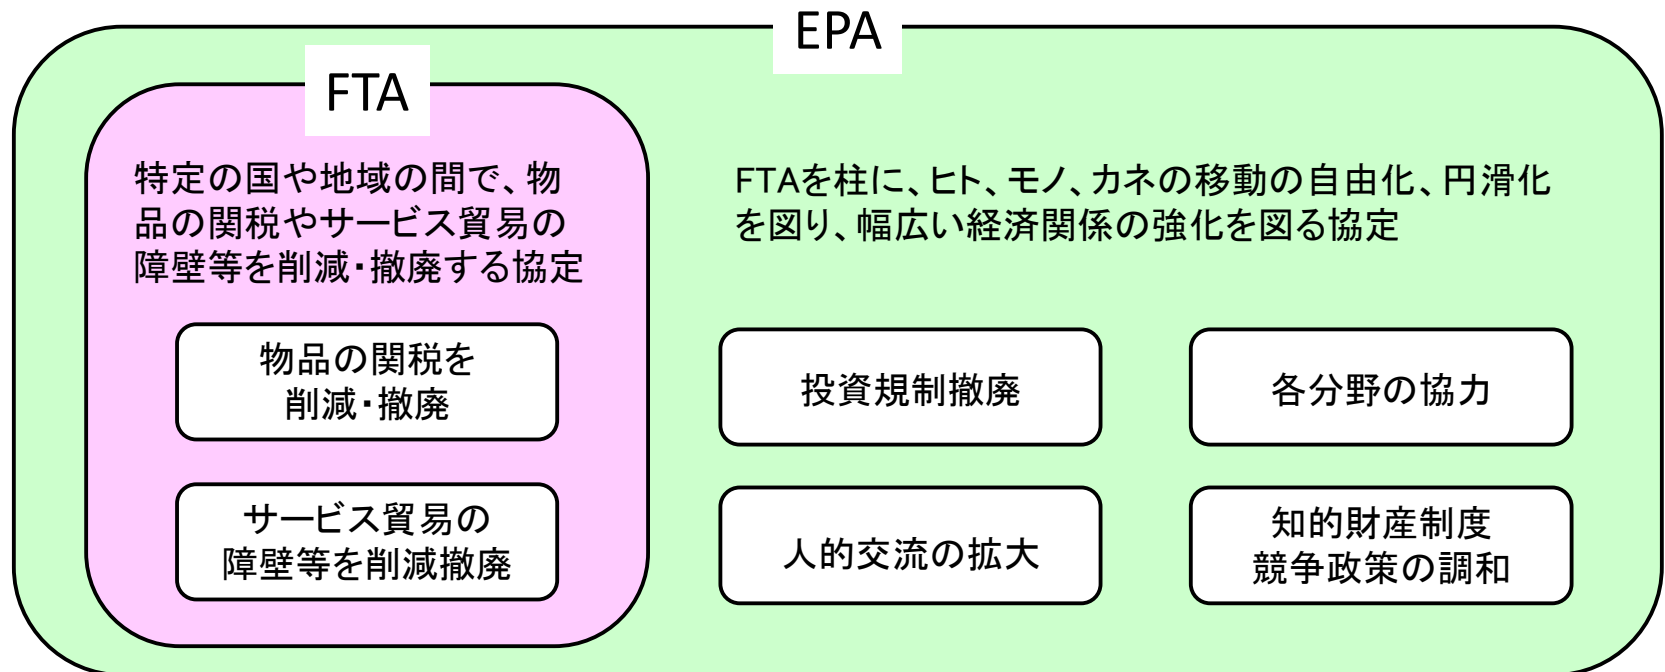 EPA
FTA
特定の国や地域の間で、物
品の関税やサービス貿易の
障壁等を削減・撤廃する協定
物品の関税を
削減・撤廃
サービス貿易の
障壁等を削減撤廃
FTAを柱に、ヒト、モノ、カネの移動の自由化、円滑化
を図り、幅広い経済関係の強化を図る協定
投資規制撤廃
各分野の協力
人的交流の拡大
知的財産制度
競争政策の調和